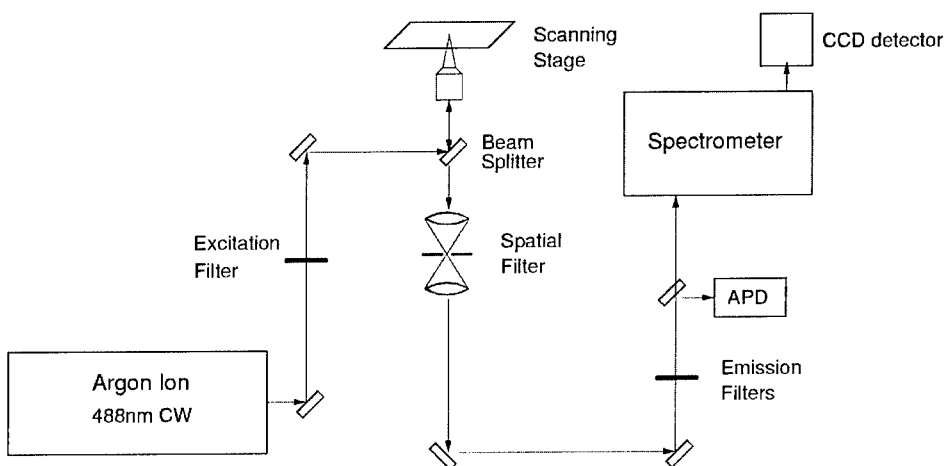 Scanning
Stage
CCD detector
Spectrometer
Beam
Splitter
Excitation
Filter
Spatial
Filter
APD
Argon Ion
488nm CW
Emission
Filters